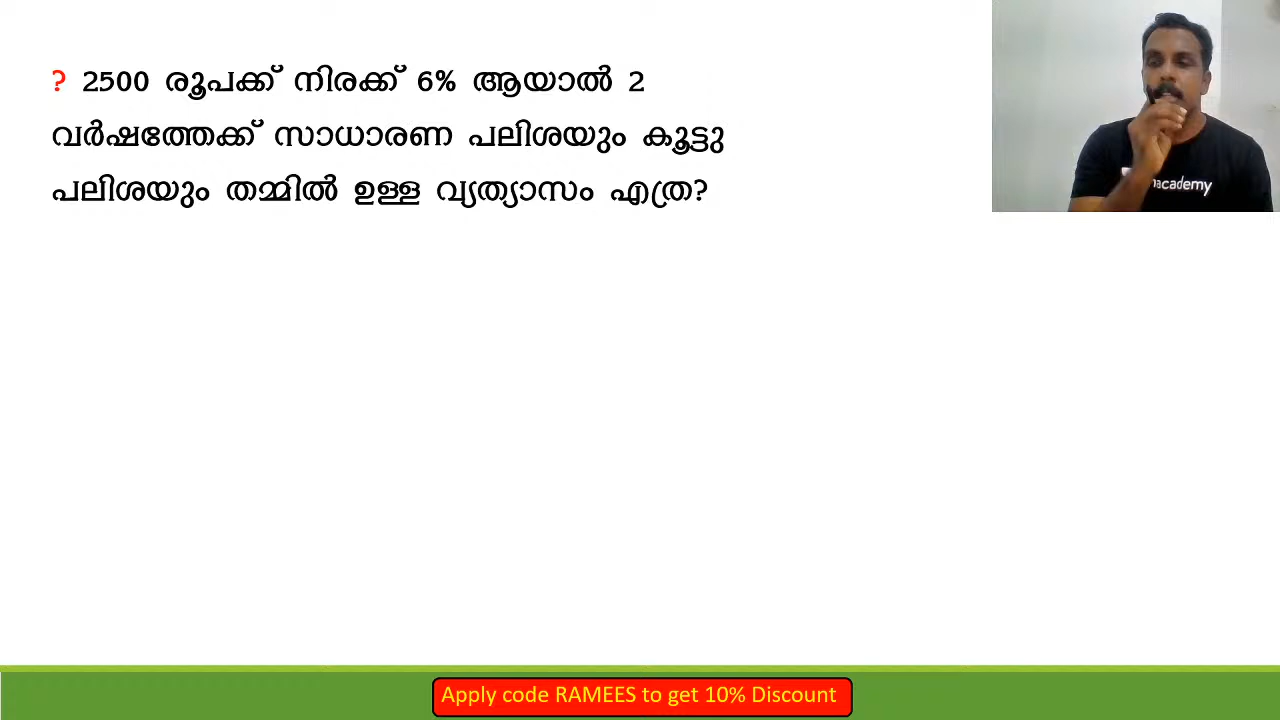 ? 2500 രൂപക്ക് നിരക്ക് 6% ആയാൽ 2
വർഷത്തേക്ക് സാധാരണ പലിശയും കൂട്ടു
പലിശയും തമ്മിൽ ഉള്ള വ്യത്യാസം എത്ര?
nacademy
Apply code RAMEES to get 10% Discount